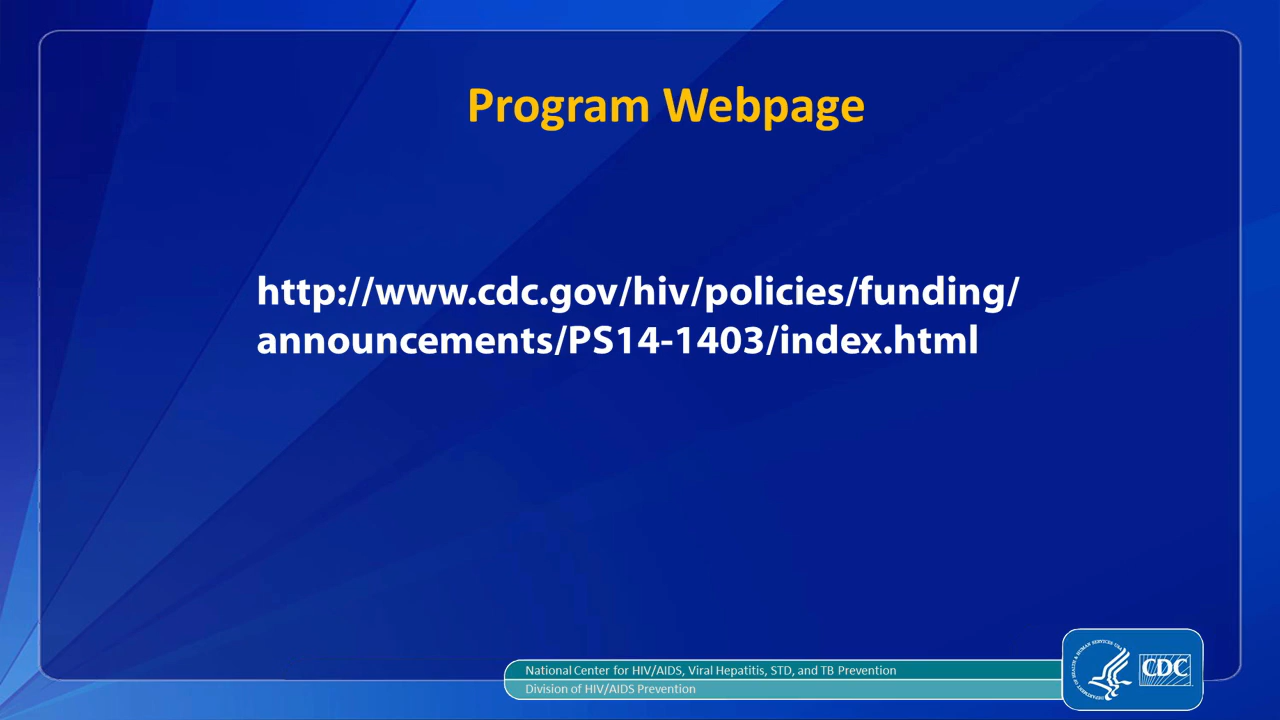 Program Webpage
http://www.cdc.gov/hiv/policies/funding/
announcements/PS14-1403/index.html
National Center for HIV/AIDS, Viral Hepatitis, STD, and TB Prevention
Division of HIV/AIDS Prevention
CDC